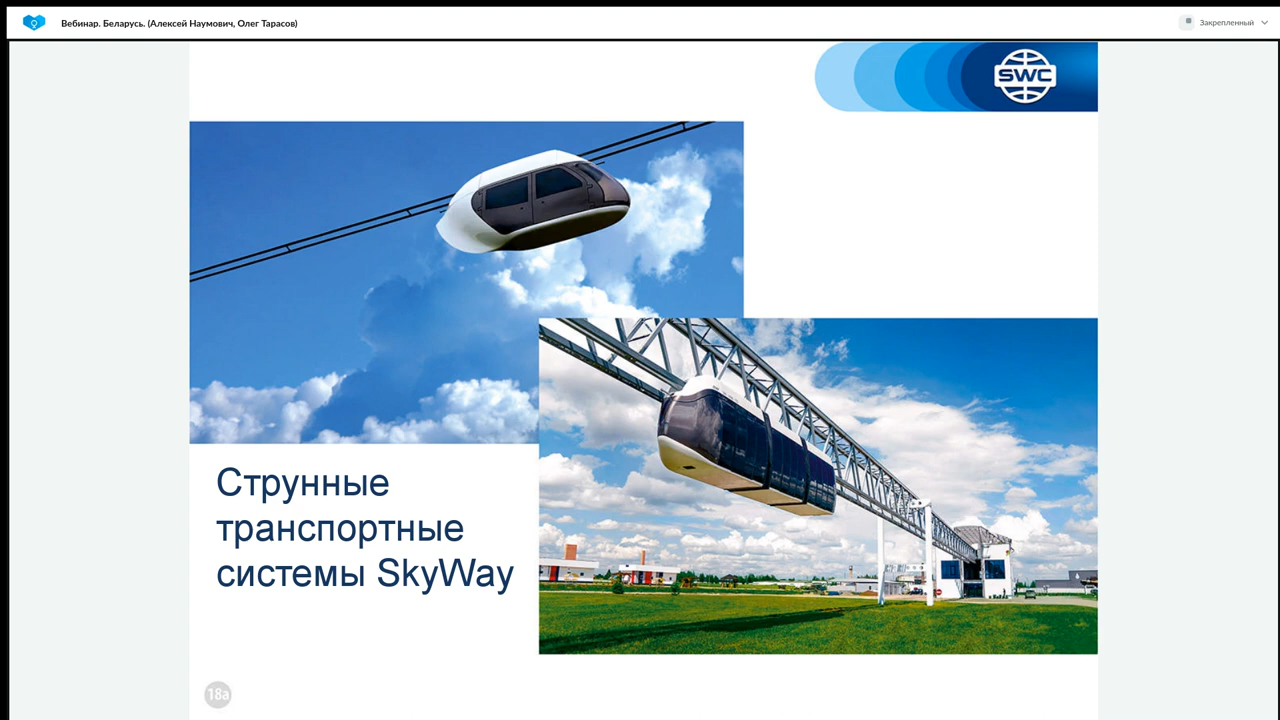 Вебинар. Беларусь. (Алексей Наумович, Олег Тарасов)
Закрепленный
SWC
Струнные
транспортные
системы SkyWay
18a